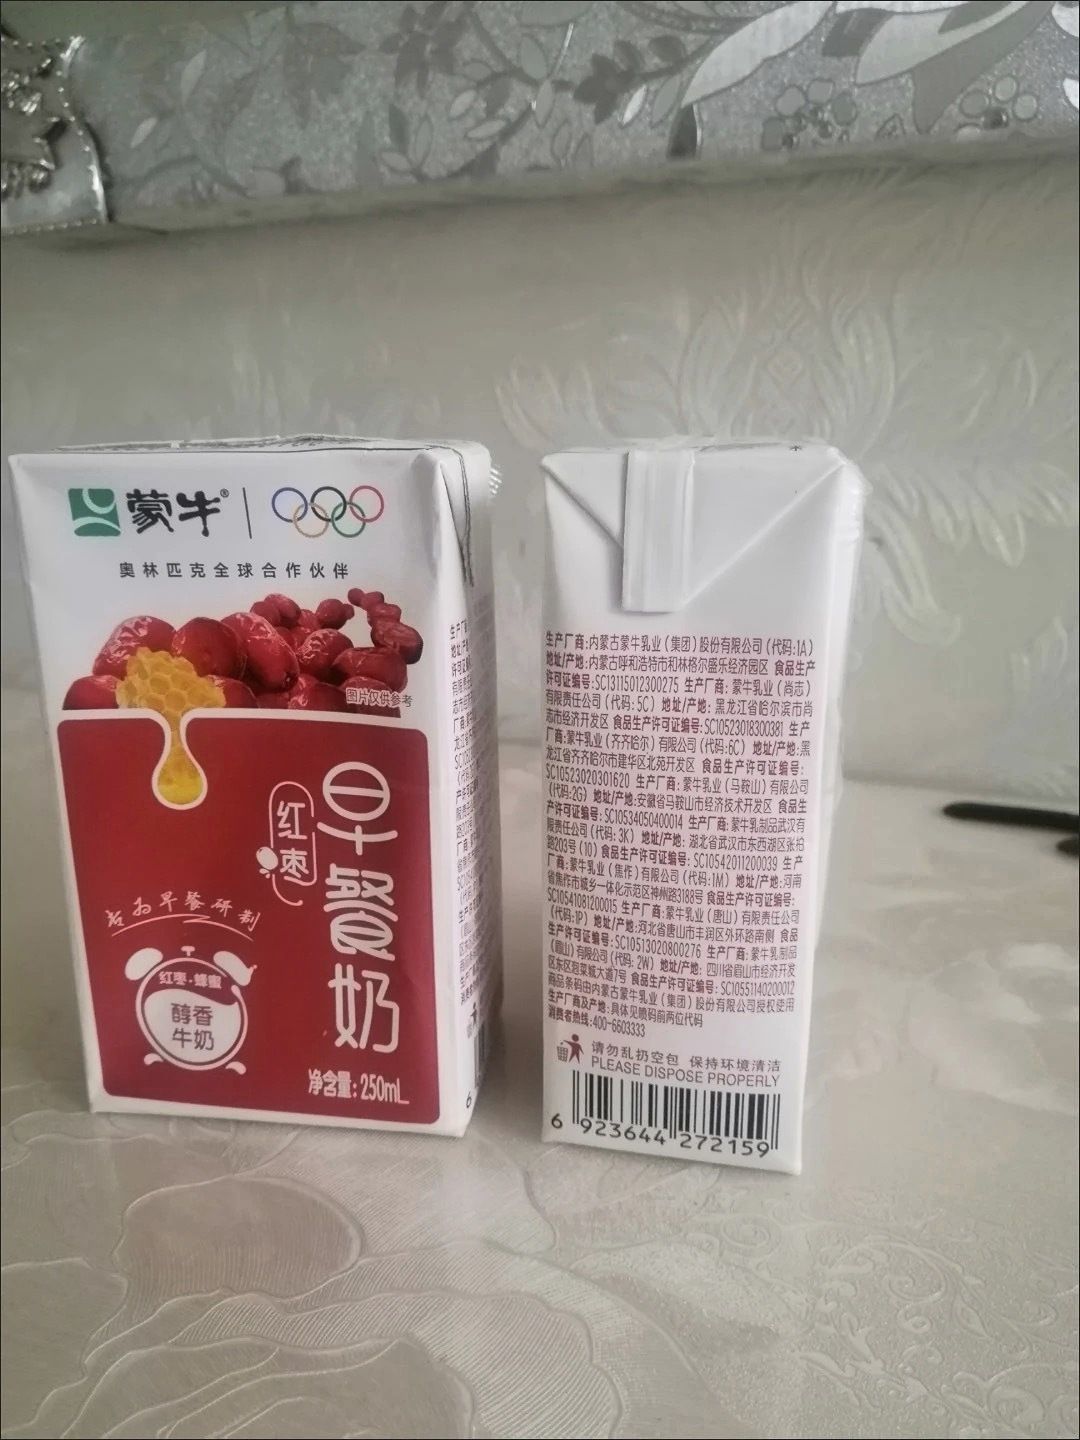 蒙牛®
奥林匹克全球合作伙伴
图片仅供参考
早餐奶
红枣
专为早餐研制
红枣·蜂蜜
醇香
牛奶
净含量:250mL
6
生产厂商:内蒙古蒙牛乳业(集团)股份有限公司(代码:1A)
地址/产地:内蒙古呼和浩特市和林格尔盛乐经济园区 食品生产
许可证编号:SC13115012300275 生产厂商:蒙牛乳业(尚志)
有限责任公司(代码:5C) 地址/产地:黑龙江省哈尔滨市尚
志市经济开发区 食品生产许可证编号:SC10523018300381 生产
厂商:蒙牛乳业(齐齐哈尔)有限公司(代码:6C) 地址/产地:黑
龙江省齐齐哈尔市建华区北苑开发区 食品生产许可证编号:
SC10523020301620 生产厂商:蒙牛乳业(马鞍山)有限公司
(代码:2G) 地址/产地:安徽省马鞍山市经济技术开发区 食品生
产许可证编号:SC10534050400014 生产厂商:蒙牛乳制品武汉有
限责任公司(代码:3K) 地址/产地:湖北省武汉市东西湖区张柏
路203号(10) 食品生产许可证编号:SC10542011200039 生产
厂商:蒙牛乳业(焦作)有限公司(代码:1M) 地址/产地:河南
省焦作市城乡一体化示范区神州路3188号 食品生产许可证编号:
SC10541081200015 生产厂商:蒙牛乳业(唐山)有限责任公司
(代码:1P) 地址/产地:河北省唐山市丰润区外环路南侧 食品
生产许可证编号:SC10513020800276 生产厂商:蒙牛乳制品
(眉山)有限公司(代码:2W) 地址/产地:四川省眉山市经济开发
区东区泡菜城大道7号 食品生产许可证编号:SC10551140200012
商品条码由内蒙古蒙牛乳业(集团)股份有限公司授权使用
生产厂商及产地:具体见喷码前两位代码
消费者热线:400-6603333
请勿乱扔空包 保持环境清洁
PLEASE DISPOSE PROPERLY
6 923644 272159